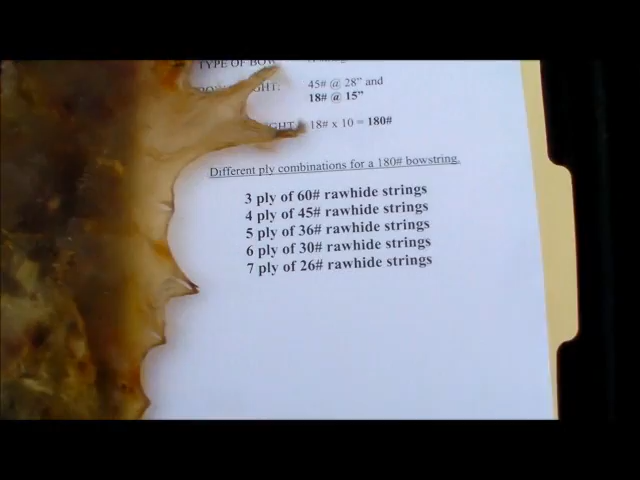 TYPE OF BOW
45# @ 28" and
18# @ 15"
18# x 10 = 180#
Different ply combinations for a 180# bowstring.
3 ply of 60# rawhide strings
4 ply of 45# rawhide strings
5 ply of 36# rawhide strings
6 ply of 30# rawhide strings
7 ply of 26# rawhide strings